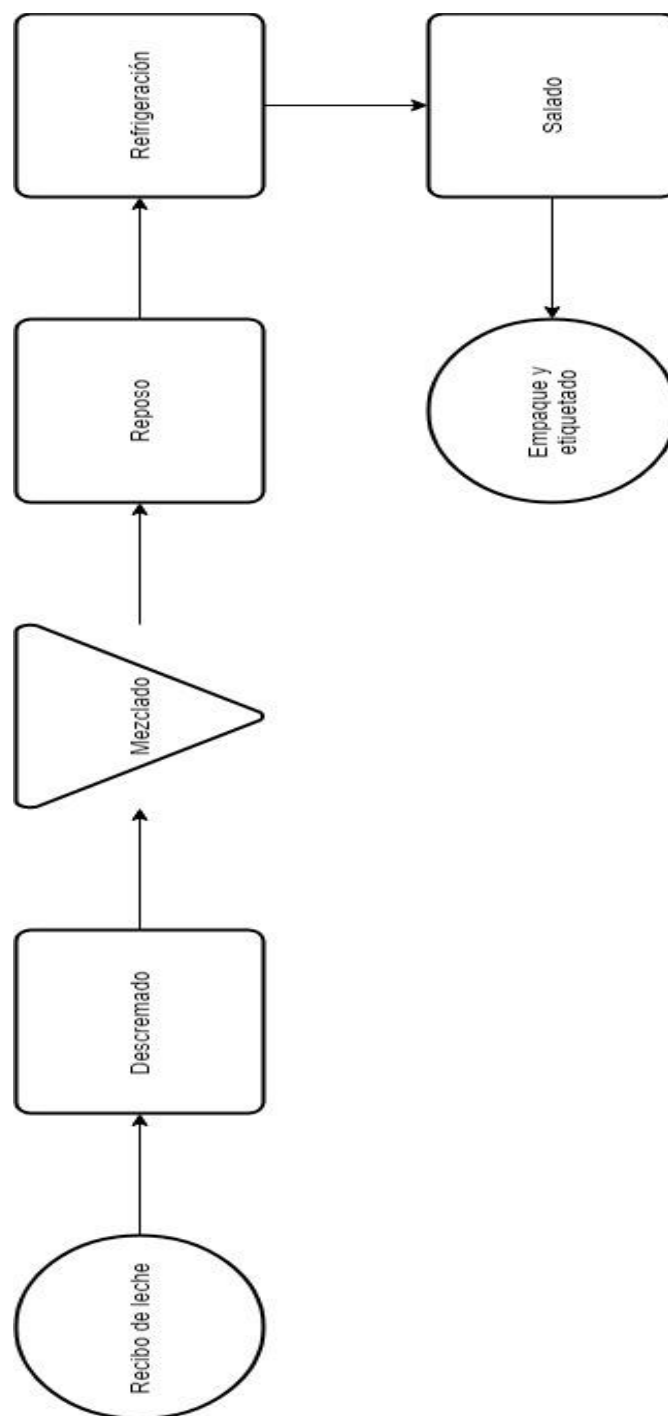 Recibo de leche
Descremado
Mezclado
Reposo
Refrigeración
Salado
Empaque y
etiquetado